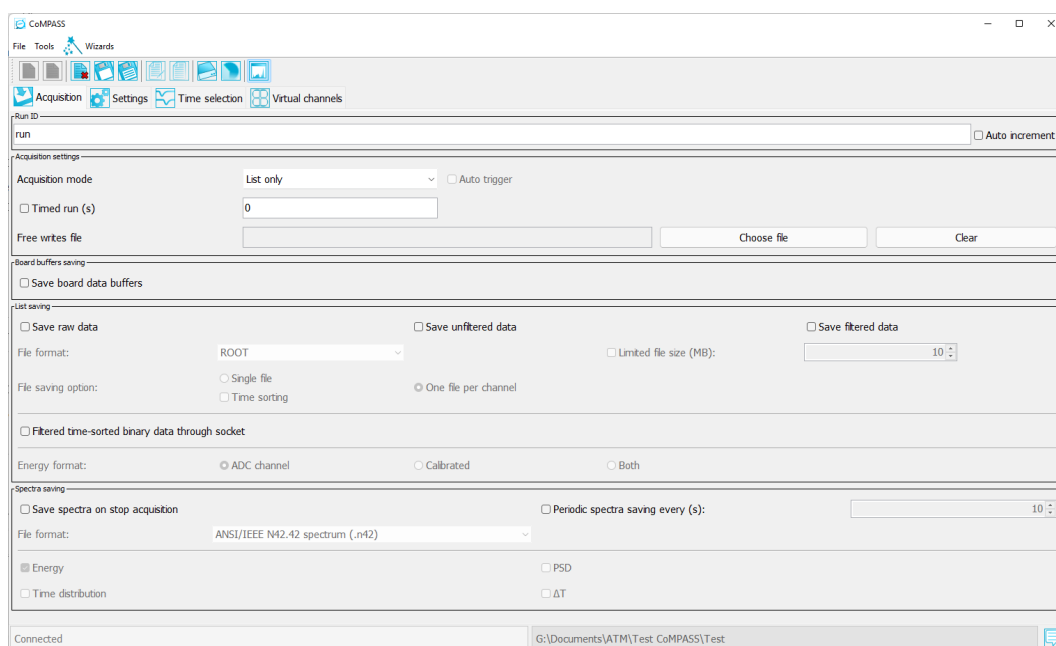 CoMPASS
File Tools Wizards
Acquisition Settings Time selection Virtual channels
Run ID
run Auto increment
Acquisition settings
Acquisition mode List only Auto trigger
Timed run (s) 0
Free writes file Choose file Clear
Board buffers saving
Save board data buffers
List saving
Save raw data Save unfiltered data Save filtered data
File format: ROOT Limited file size (MB): 10
Single file
File saving option: One file per channel
Time sorting
Filtered time-sorted binary data through socket
Energy format: ADC channel Calibrated Both
Spectra saving
Save spectra on stop acquisition Periodic spectra saving every (s): 10
File format: ANSI/IEEE N42.42 spectrum (.n42)
Energy PSD
Time distribution ΔT
Connected G:\Documents\ATM\Test CoMPASS\Test